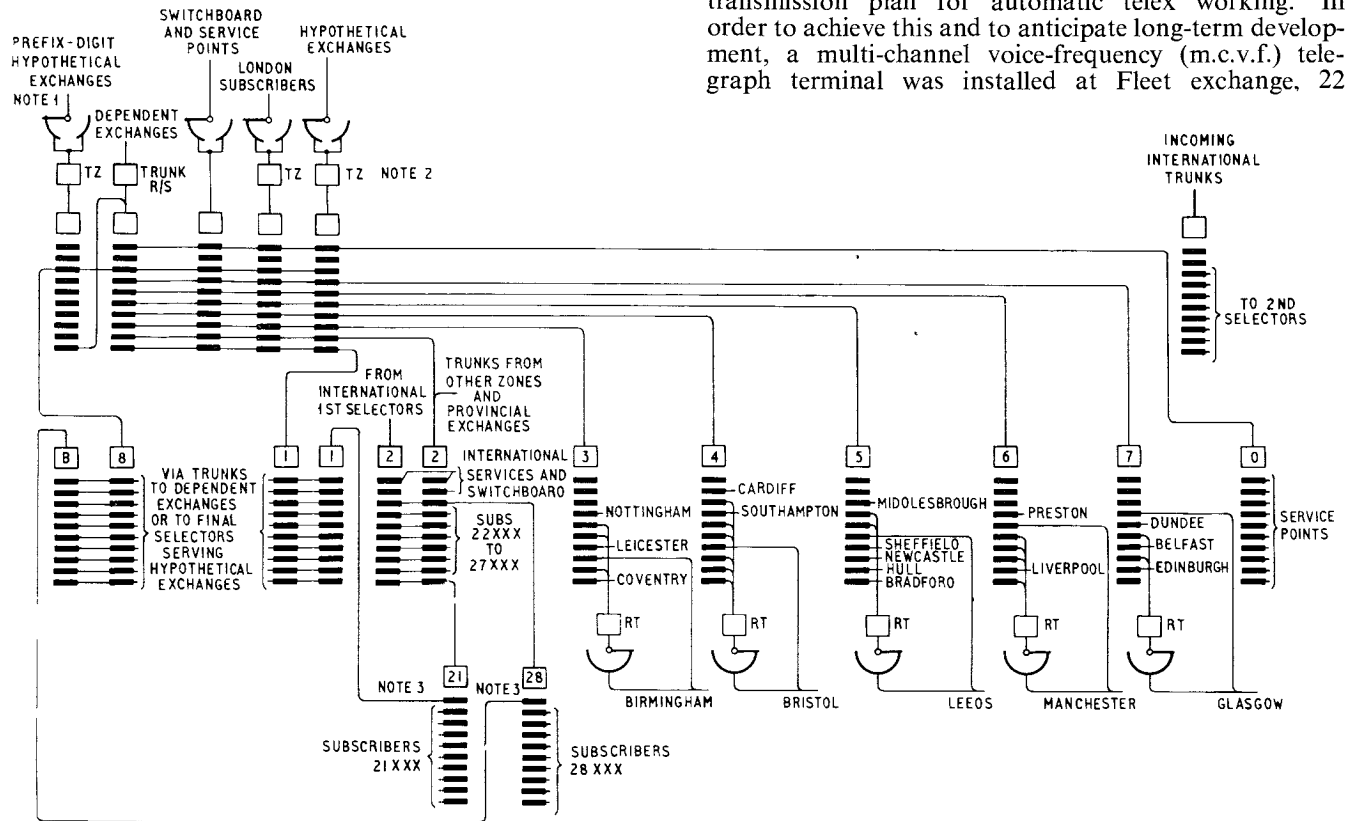 transmission plan for automatic telex working. In
order to achieve this and to anticipate long-term develop-
ment, a multi-channel voice-frequency (m.c.v.f.) tele-
graph terminal was installed at Fleet exchange, 22
PREFIX-DIGIT
HYPOTHETICAL
EXCHANGES
NOTE 1
DEPENDENT
EXCHANGES
SWITCHBOARD
AND SERVICE
POINTS
LONDON
SUBSCRIBERS
HYPOTHETICAL
EXCHANGES
TZ
TRUNK
R/S
TZ
TZ
NOTE 2
INCOMING
INTERNATIONAL
TRUNKS
TO 2ND
SELECTORS
FROM
INTERNATIONAL
1ST SELECTORS
TRUNKS FROM
OTHER ZONES
AND
PROVINCIAL
EXCHANGES
8
8
1
1
2
2
3
4
5
6
7
0
VIA TRUNKS
TO DEPENDENT
EXCHANGES
OR TO FINAL
SELECTORS
SERVING
HYPOTHETICAL
EXCHANGES
INTERNATIONAL
SERVICES AND
SWITCHBOARD
SUBS
22XXX
TO
27XXX
NOTTINGHAM
LEICESTER
COVENTRY
CARDIFF
SOUTHAMPTON
MIDDLESBROUGH
SHEFFIELD
NEWCASTLE
HULL
BRADFORD
PRESTON
LIVERPOOL
DUNDEE
BELFAST
EDINBURGH
SERVICE
POINTS
RT
RT
RT
RT
RT
BIRMINGHAM
BRISTOL
LEEDS
MANCHESTER
GLASGOW
NOTE 3
21
NOTE 3
28
SUBSCRIBERS
21XXX
SUBSCRIBERS
28XXX